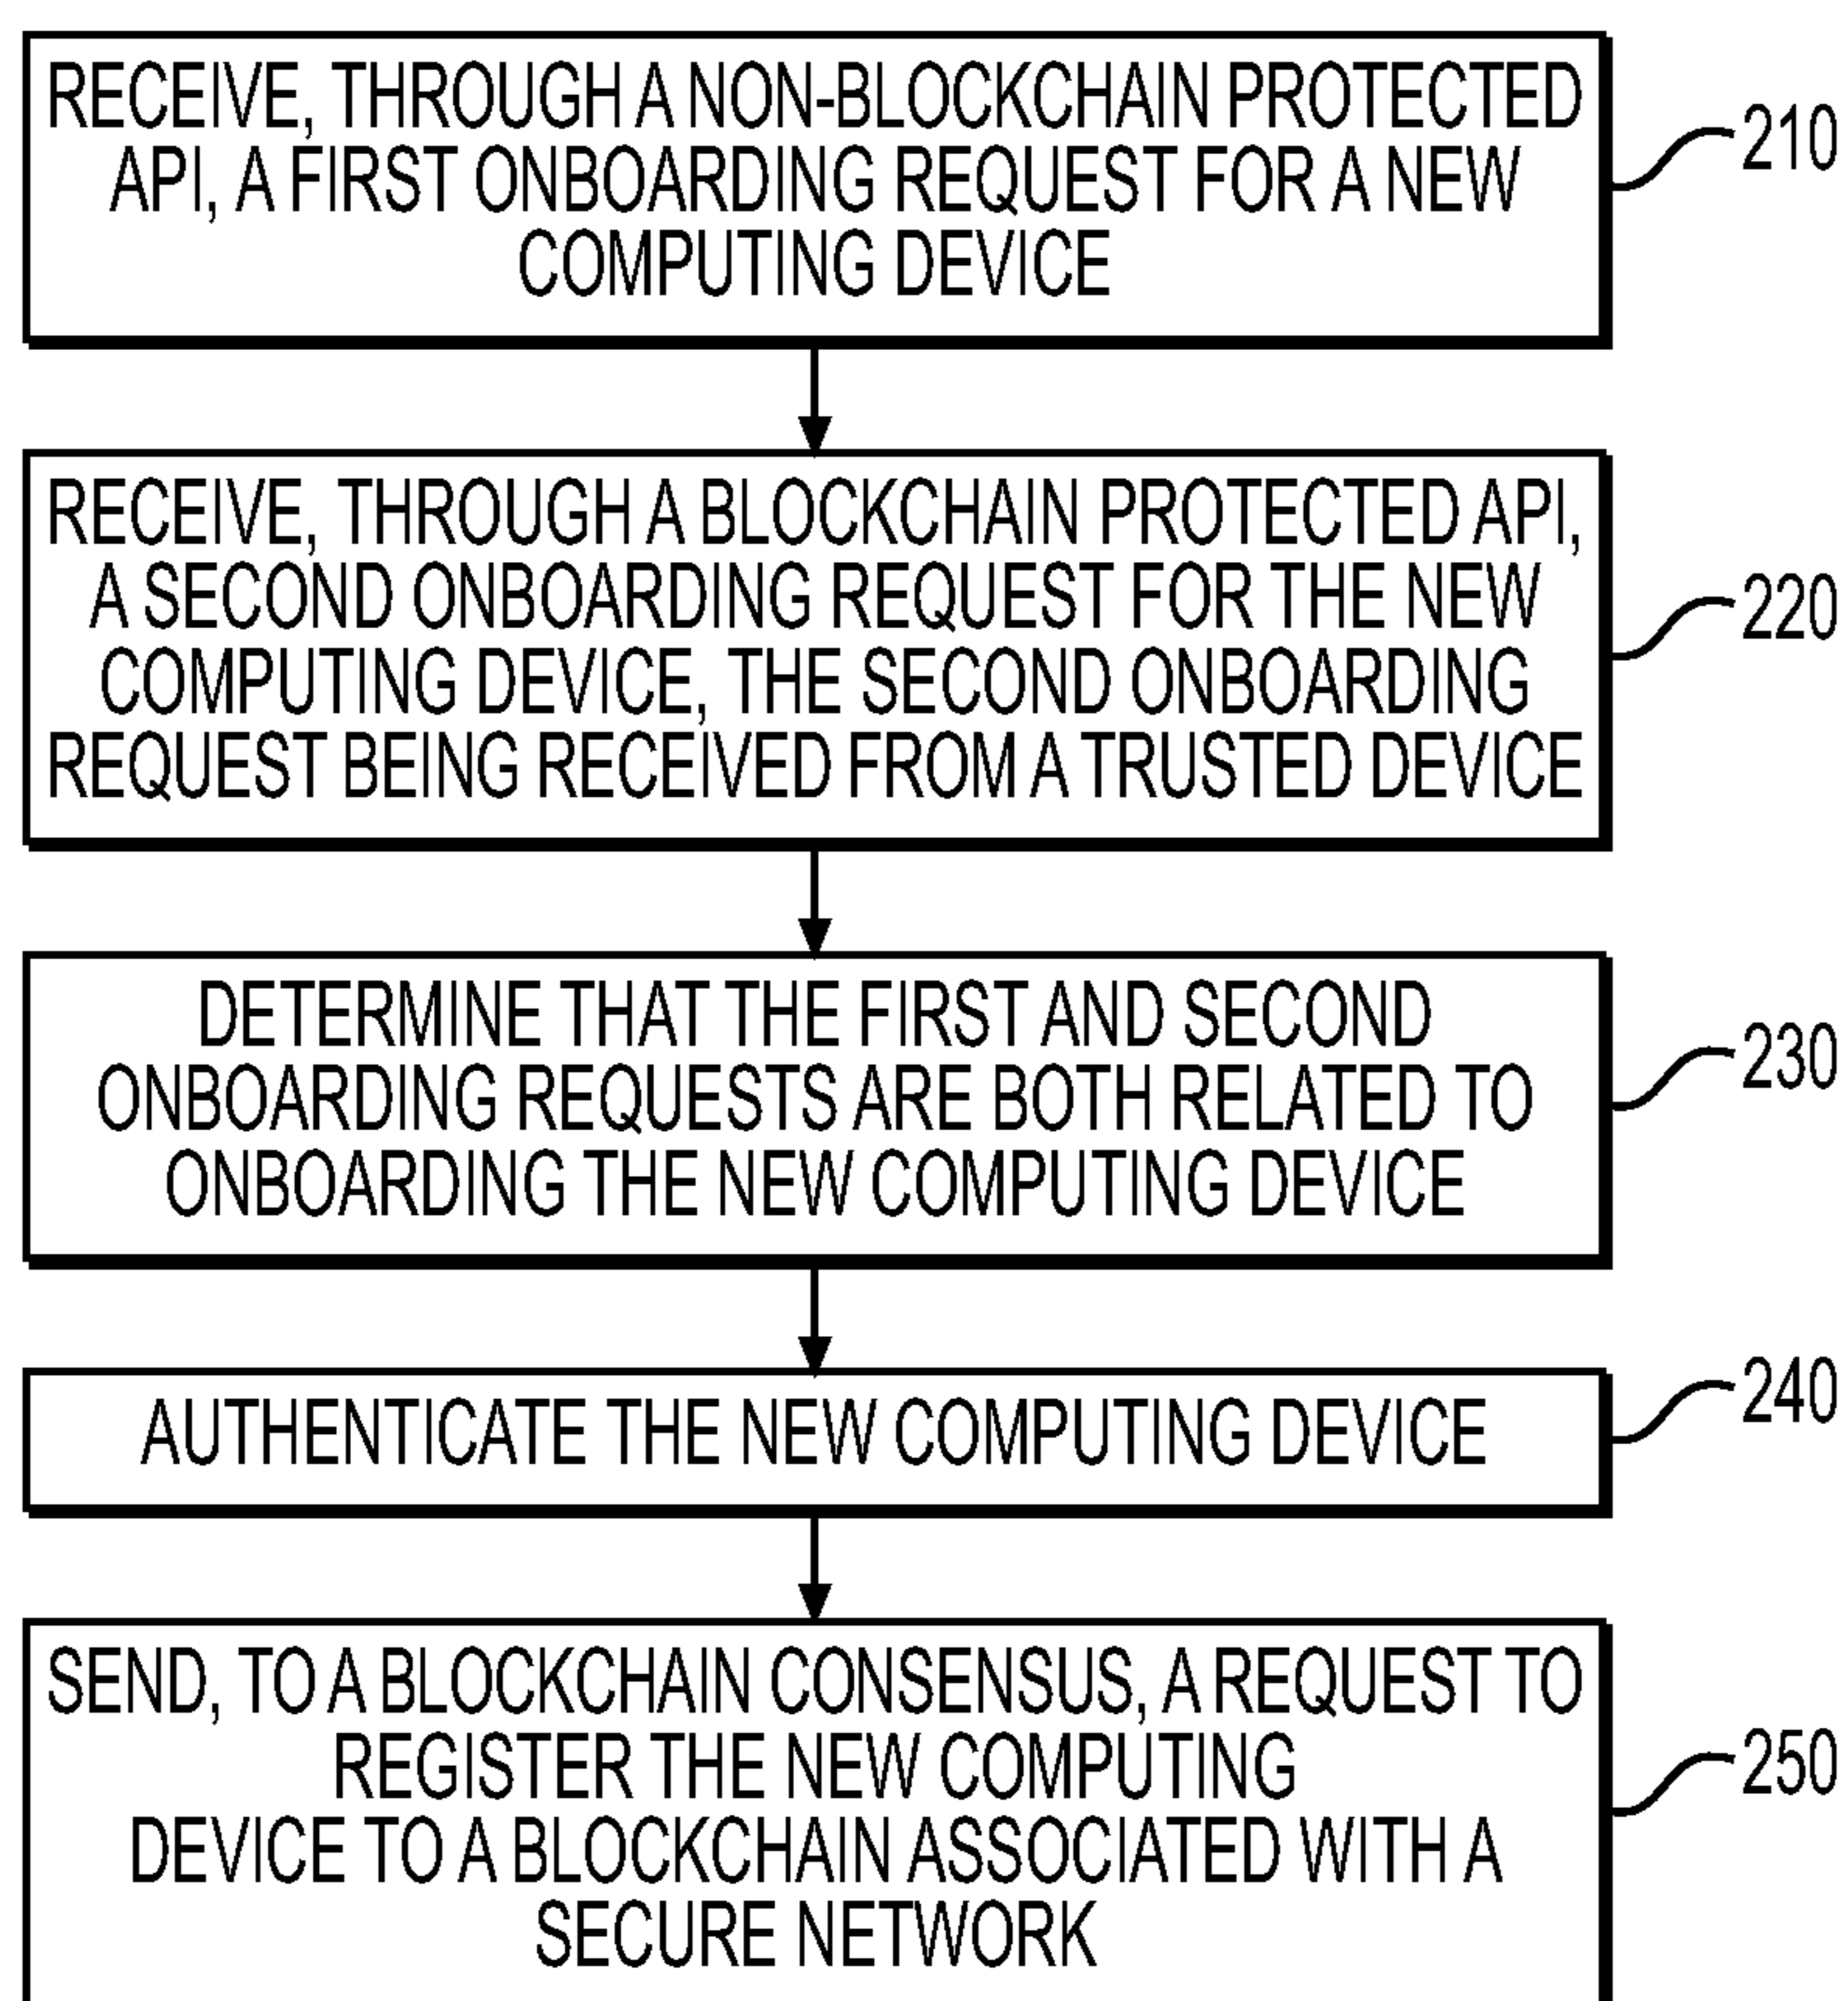 RECEIVE, THROUGH A NON-BLOCKCHAIN PROTECTED
API, A FIRST ONBOARDING REQUEST FOR A NEW
COMPUTING DEVICE
210
RECEIVE, THROUGH A BLOCKCHAIN PROTECTED API,
A SECOND ONBOARDING REQUEST FOR THE NEW
COMPUTING DEVICE, THE SECOND ONBOARDING
REQUEST BEING RECEIVED FROM A TRUSTED DEVICE
220
DETERMINE THAT THE FIRST AND SECOND
ONBOARDING REQUESTS ARE BOTH RELATED TO
ONBOARDING THE NEW COMPUTING DEVICE
230
AUTHENTICATE THE NEW COMPUTING DEVICE
240
SEND, TO A BLOCKCHAIN CONSENSUS, A REQUEST TO
REGISTER THE NEW COMPUTING
DEVICE TO A BLOCKCHAIN ASSOCIATED WITH A
SECURE NETWORK
250